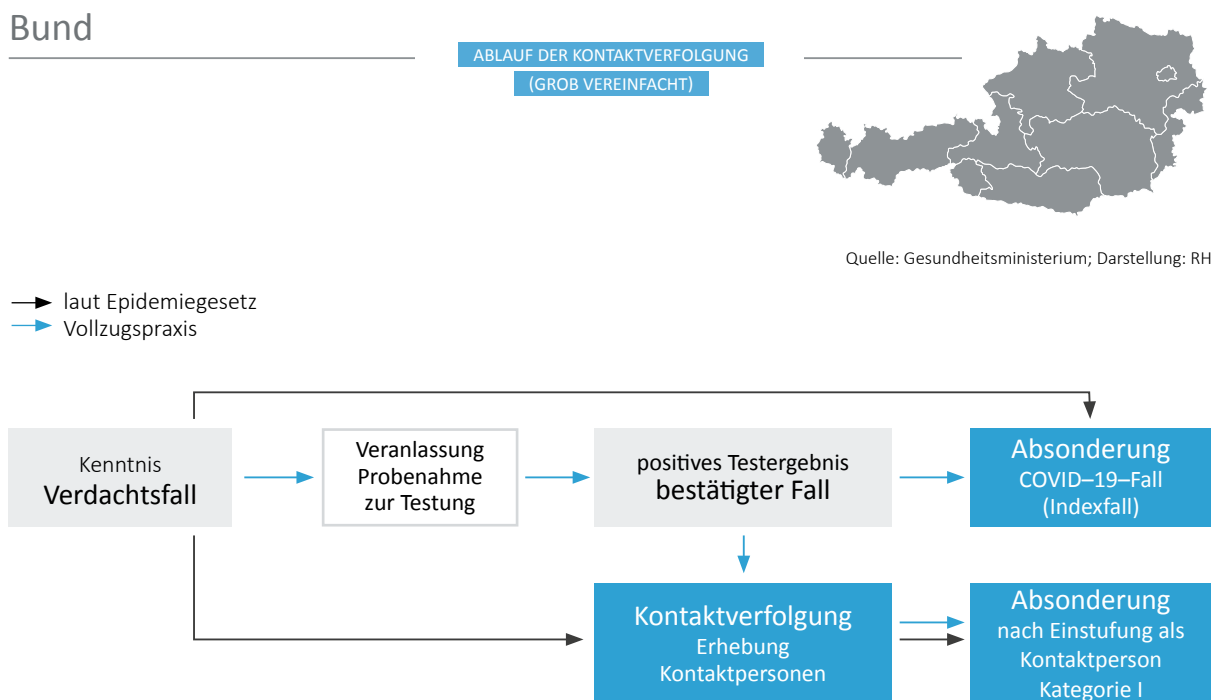 Bund
ABLAUF DER KONTAKTVERFOLGUNG
(GROB VEREINFACHT)
Quelle: Gesundheitsministerium; Darstellung: RH
laut Epidemiegesetz
Vollzugspraxis
Kenntnis
Verdachtsfall
Veranlassung
Probenahme
zur Testung
positives Testergebnis
bestätigter Fall
Absonderung
COVID–19–Fall
(Indexfall)
Kontaktverfolgung
Erhebung
Kontaktpersonen
Absonderung
nach Einstufung als
Kontaktperson
Kategorie I